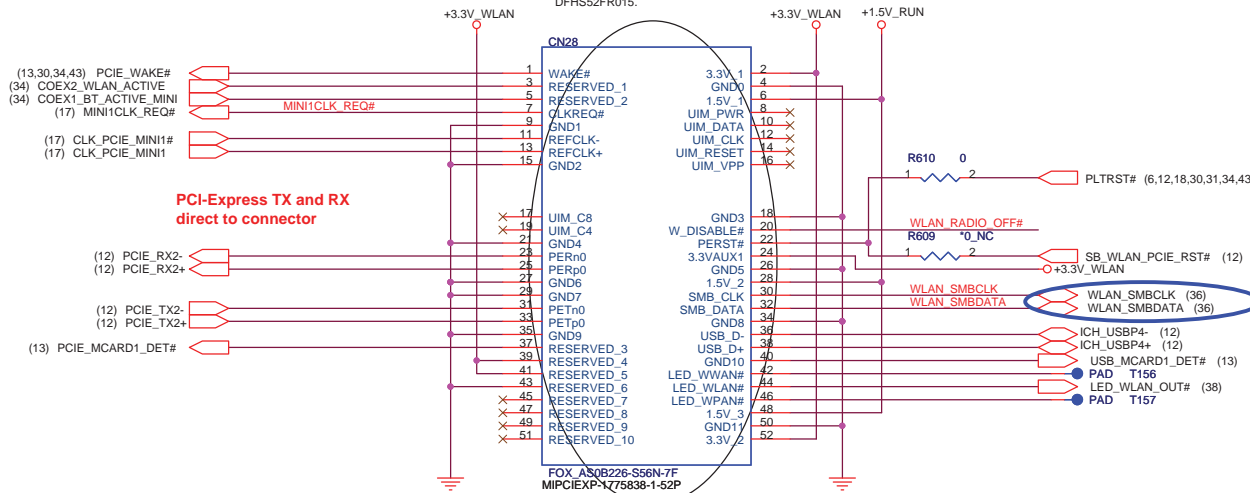 DFHS52FR015.
+3.3V_WLAN
+3.3V_WLAN
+1.5V_RUN
CN28
(13,30,34,43) PCIE_WAKE#
(34) COEX2_WLAN_ACTIVE
(34) COEX1_BT_ACTIVE_MINI
(17) MINI1CLK_REQ#
MINI1CLK_REQ#
(17) CLK_PCIE_MINI1#
(17) CLK_PCIE_MINI1
PCI-Express TX and RX
direct to connector
(12) PCIE_RX2-
(12) PCIE_RX2+
(12) PCIE_TX2-
(12) PCIE_TX2+
(13) PCIE_MCARD1_DET#
1 WAKE#
3 RESERVED_1
5 RESERVED_2
7 CLKREQ#
9 GND1
11 REFCLK-
13 REFCLK+
15 GND2
17 UIM_C8
19 UIM_C4
21 GND4
23 PERn0
25 PERp0
27 GND6
29 GND7
31 PETn0
33 PETp0
35 GND9
37 RESERVED_3
39 RESERVED_4
41 RESERVED_5
43 RESERVED_6
45 RESERVED_7
47 RESERVED_8
49 RESERVED_9
51 RESERVED_10
3.3V_1 2
GND0 4
1.5V_1 6
UIM_PWR 8
UIM_DATA 10
UIM_CLK 12
UIM_RESET 14
UIM_VPP 16
GND3 18
W_DISABLE# 20
PERST# 22
3.3VAUX1 24
GND5 26
1.5V_2 28
SMB_CLK 30
SMB_DATA 32
GND8 34
USB_D- 36
USB_D+ 38
GND10 40
LED_WWAN# 42
LED_WLAN# 44
LED_WPAN# 46
1.5V_3 48
GND11 50
3.3V_2 52
R610 0
1 2
PLTRST# (6,12,18,30,31,34,43
WLAN_RADIO_OFF#
R609 *0_NC
1 2
SB_WLAN_PCIE_RST# (12)
+3.3V_WLAN
WLAN_SMBCLK
WLAN_SMBCLK (36)
WLAN_SMBDATA
WLAN_SMBDATA (36)
ICH_USBP4- (12)
ICH_USBP4+ (12)
USB_MCARD1_DET# (13)
PAD T156
LED_WLAN_OUT# (38)
PAD T157
FOX_AS0B226-S56N-7F
MIPCIEXP-1775838-1-52P